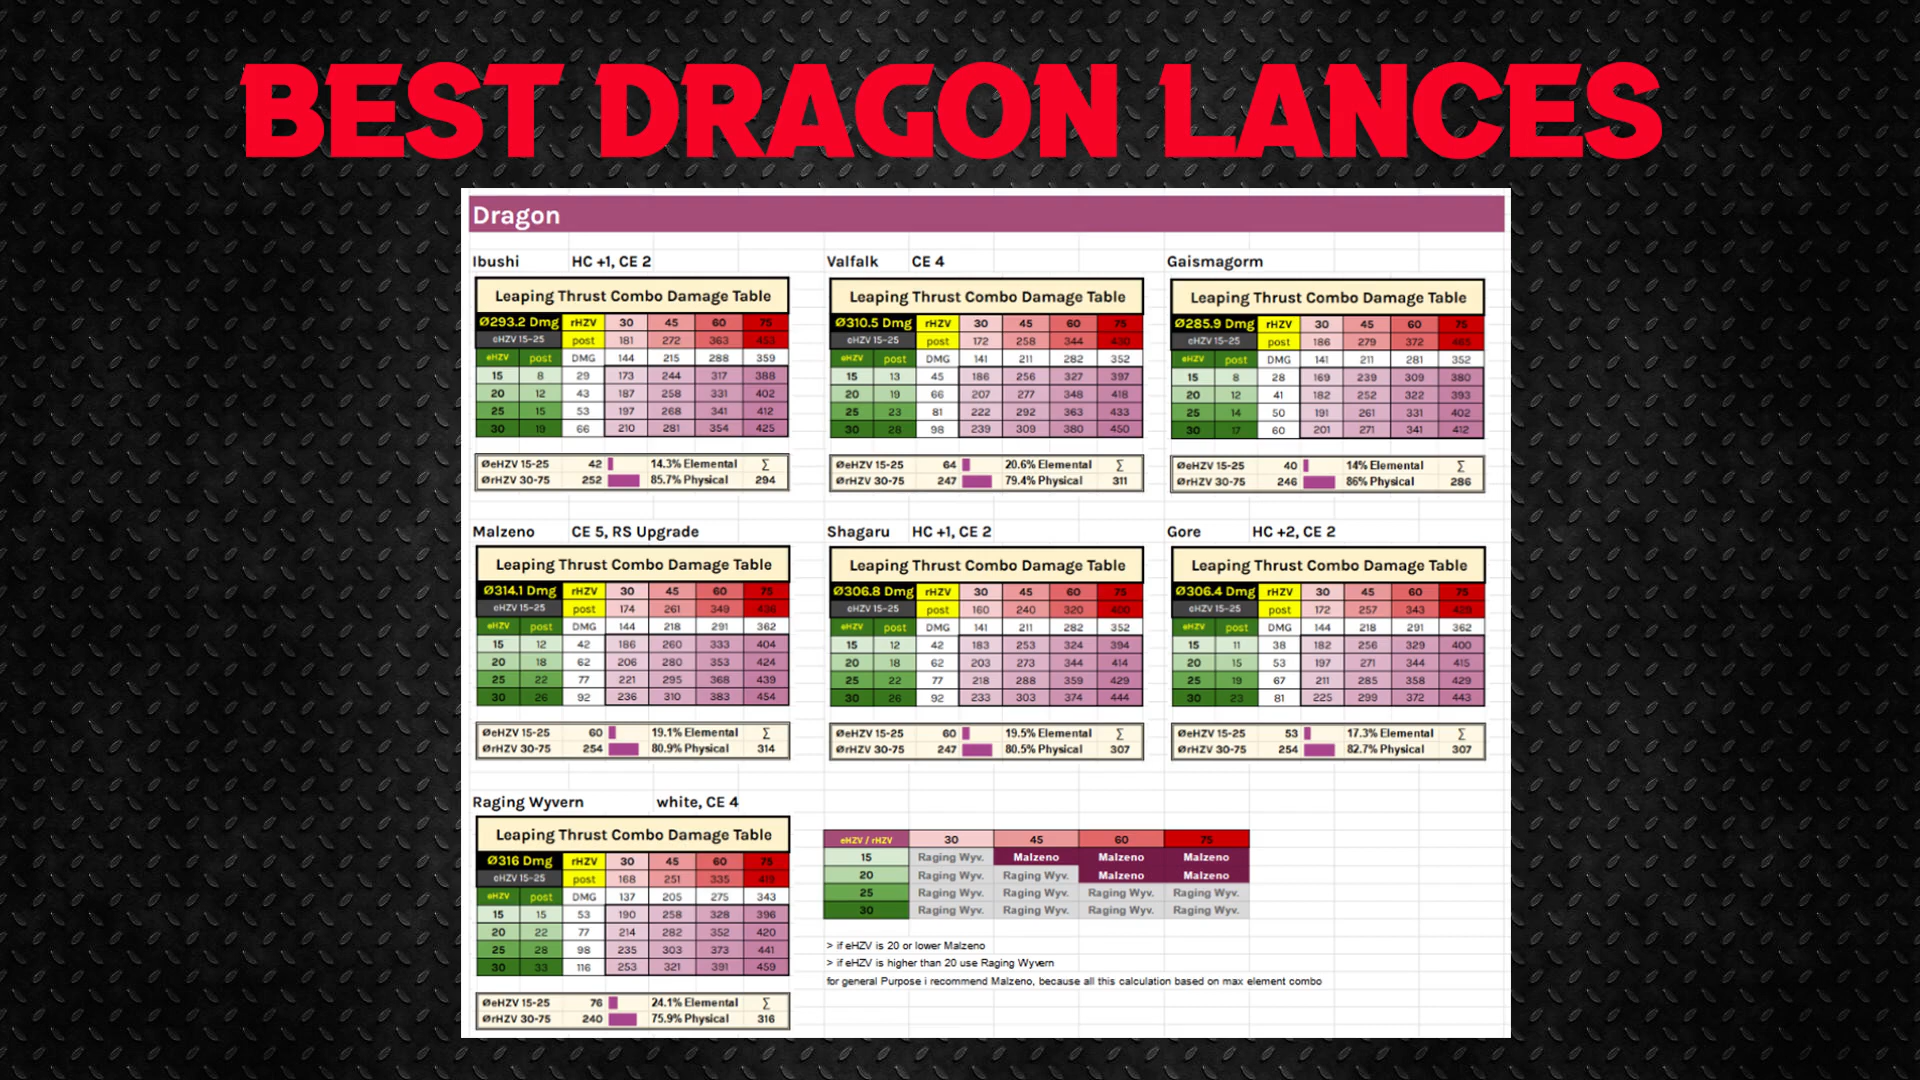 BEST DRAGON LANCES
Dragon
Ibushi HC +1, CE 2
Leaping Thrust Combo Damage Table
Ø293.2 Dmg rHZV 30 45 60 75
eHZV 15-25 post 181 272 363 453
eHZV post DMG 144 215 288 359
15 8 29 173 244 317 388
20 12 43 187 258 331 402
25 15 53 197 268 341 412
30 19 66 210 281 354 425
ØeHZV 15-25 42 14.3% Elemental ∑
ØrHZV 30-75 252 85.7% Physical 294
Valfalk CE 4
Leaping Thrust Combo Damage Table
Ø310.5 Dmg rHZV 30 45 60 75
eHZV 15-25 post 172 258 344 430
eHZV post DMG 141 211 282 352
15 13 45 186 256 327 397
20 19 66 207 277 348 418
25 23 81 222 292 363 433
30 28 98 239 309 380 450
ØeHZV 15-25 64 20.6% Elemental ∑
ØrHZV 30-75 247 79.4% Physical 311
Gaismagorm
Leaping Thrust Combo Damage Table
Ø285.9 Dmg rHZV 30 45 60 75
eHZV 15-25 post 186 279 372 465
eHZV post DMG 141 211 281 352
15 8 28 169 239 309 380
20 12 41 182 252 322 393
25 14 50 191 261 331 402
30 17 60 201 271 341 412
ØeHZV 15-25 40 14% Elemental ∑
ØrHZV 30-75 246 86% Physical 286
Malzeno CE 5, RS Upgrade
Leaping Thrust Combo Damage Table
Ø314.1 Dmg rHZV 30 45 60 75
eHZV 15-25 post 174 261 349 436
eHZV post DMG 144 218 291 362
15 12 42 186 260 333 404
20 18 62 206 280 353 424
25 22 77 221 295 368 439
30 26 92 236 310 383 454
ØeHZV 15-25 60 19.1% Elemental ∑
ØrHZV 30-75 254 80.9% Physical 314
Shagaru HC +1, CE 2
Leaping Thrust Combo Damage Table
Ø306.8 Dmg rHZV 30 45 60 75
eHZV 15-25 post 160 240 320 400
eHZV post DMG 141 211 282 352
15 12 42 183 253 324 394
20 18 62 203 273 344 414
25 22 77 218 288 359 429
30 26 92 233 303 374 444
ØeHZV 15-25 60 19.5% Elemental ∑
ØrHZV 30-75 247 80.5% Physical 307
Gore HC +2, CE 2
Leaping Thrust Combo Damage Table
Ø306.4 Dmg rHZV 30 45 60 75
eHZV 15-25 post 172 257 343 428
eHZV post DMG 144 218 291 362
15 11 38 182 256 329 400
20 15 53 197 271 344 415
25 19 67 211 285 358 429
30 23 81 225 299 372 443
ØeHZV 15-25 53 17.3% Elemental ∑
ØrHZV 30-75 254 82.7% Physical 307
Raging Wyvern white, CE 4
Leaping Thrust Combo Damage Table
Ø316 Dmg rHZV 30 45 60 75
eHZV 15-25 post 168 251 335 419
eHZV post DMG 137 205 275 343
15 15 53 190 258 328 396
20 22 77 214 282 352 420
25 28 98 235 303 373 441
30 33 116 253 321 391 459
ØeHZV 15-25 76 24.1% Elemental ∑
ØrHZV 30-75 240 75.9% Physical 316
eHZV / rHZV 30 45 60 75
15 Raging Wyv. Malzeno Malzeno Malzeno
20 Raging Wyv. Raging Wyv. Malzeno Malzeno
25 Raging Wyv. Raging Wyv. Raging Wyv. Raging Wyv.
30 Raging Wyv. Raging Wyv. Raging Wyv. Raging Wyv.
> if eHZV is 20 or lower Malzeno
> if eHZV is higher than 20 use Raging Wyvern
for general Purpose i recommend Malzeno, because all this calculation based on max element combo